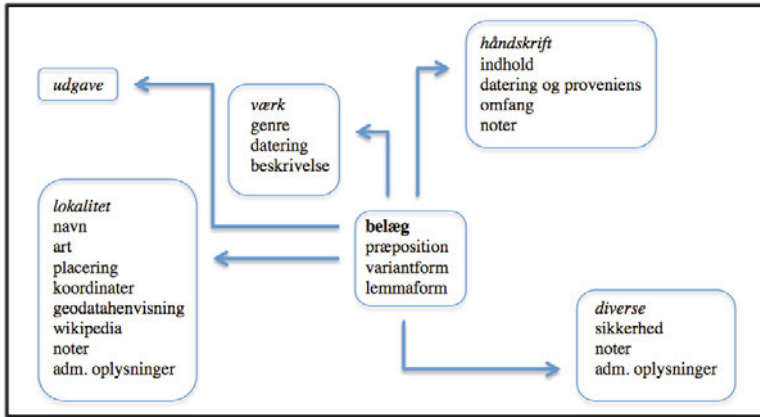 udgave
værk
genre
datering
beskrivelse
håndskrift
indhold
datering og proveniens
omfang
noter
lokalitet
navn
art
placering
koordinater
geodatahenvisning
wikipedia
noter
adm. oplysninger
belæg
præposition
variantform
lemmaform
diverse
sikkerhed
noter
adm. oplysninger